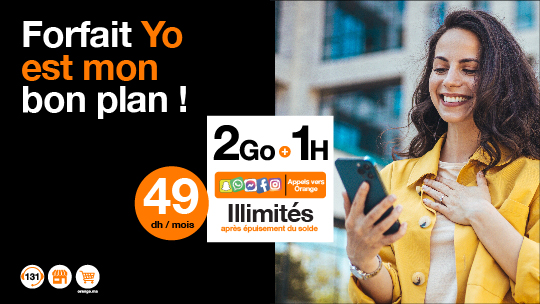 Forfait Yo
est mon
bon plan !
2Go + 1H
Appels vers
Orange
Illimités
après épuisement du solde
49
dh / mois
131
orange.ma